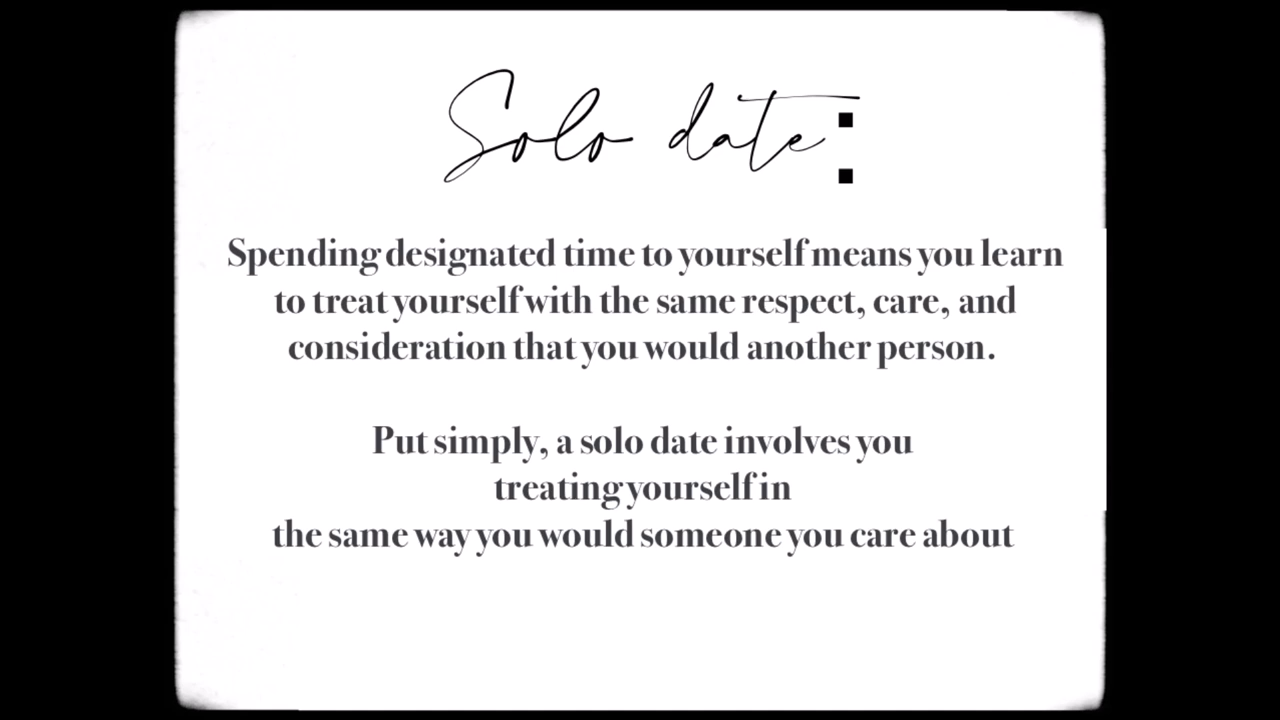 Solo date:
Spending designated time to yourself means you learn
to treat yourself with the same respect, care, and
consideration that you would another person.
Put simply, a solo date involves you
treating yourself in
the same way you would someone you care about